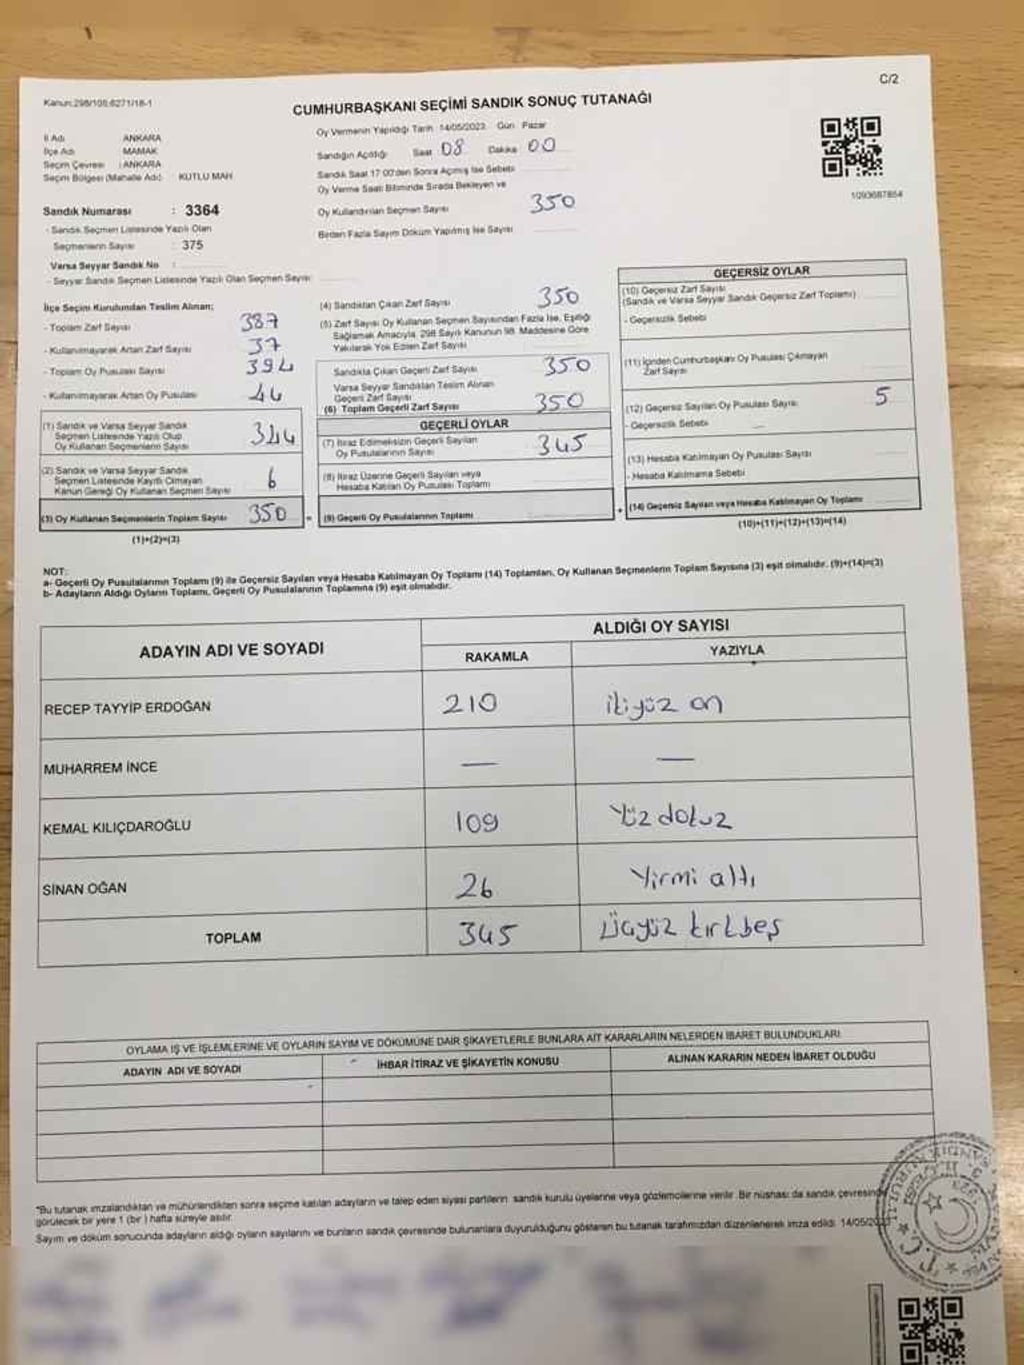 C/2
Kanun:298/105;6271/18-1
CUMHURBAŞKANI SEÇİMİ SANDIK SONUÇ TUTANAĞI
İl Adı ANKARA
İlçe Adı MAMAK
Seçim Çevresi : ANKARA
Seçim Bölgesi (Mahalle Adı) : KUTLU MAH
Sandık Numarası : 3364
- Sandık Seçmen Listesinde Yazılı Olan
Seçmenlerin Sayısı : 375
Varsa Seyyar Sandık No :
- Seyyar Sandık Seçmen Listesinde Yazılı Olan Seçmen Sayısı:
Oy Vermenin Yapıldığı Tarih :14/05/2023 Gün: Pazar
Sandığın Açıldığı Saat 08 Dakika 00
Sandık Saat 17:00'den Sonra Açılmış İse Sebebi
Oy Verme Saati Bitiminde Sırada Bekleyen ve
Oy Kullandırılan Seçmen Sayısı 350
Birden Fazla Sayım Döküm Yapılmış İse Sayısı
1093687864
İlçe Seçim Kurulundan Teslim Alınan;
- Toplam Zarf Sayısı 387
- Kullanılmayarak Artan Zarf Sayısı 37
- Toplam Oy Pusulası Sayısı 394
- Kullanılmayarak Artan Oy Pusulası 44
(1) Sandık ve Varsa Seyyar Sandık
Seçmen Listesinde Yazılı Olup
Oy Kullanan Seçmenlerin Sayısı 344
(2) Sandık ve Varsa Seyyar Sandık
Seçmen Listesinde Kayıtlı Olmayan
Kanun Gereği Oy Kullanan Seçmen Sayısı 6
(3) Oy Kullanan Seçmenlerin Toplam Sayısı 350
(1)+(2)=(3)
(4) Sandıktan Çıkan Zarf Sayısı 350
(5) Zarf Sayısı Oy Kullanan Seçmen Sayısından Fazla İse, Eşitliği
Sağlamak Amacıyla, 298 Sayılı Kanunun 98. Maddesine Göre
Yakılarak Yok Edilen Zarf Sayısı
Sandıkta Çıkan Geçerli Zarf Sayısı 350
Varsa Seyyar Sandıktan Teslim Alınan
Geçerli Zarf Sayısı
(6) Toplam Geçerli Zarf Sayısı 350
GEÇERLİ OYLAR
(7) İtiraz Edilmeksizin Geçerli Sayılan
Oy Pusulalarının Sayısı 345
(8) İtiraz Üzerine Geçerli Sayılan veya
Hesaba Katılan Oy Pusulası Toplamı
= (9) Geçerli Oy Pusulalarının Toplamı
GEÇERSİZ OYLAR
(10) Geçersiz Zarf Sayısı
(Sandık ve Varsa Seyyar Sandık Geçersiz Zarf Toplamı)
- Geçersizlik Sebebi
(11) İçinden Cumhurbaşkanı Oy Pusulası Çıkmayan
Zarf Sayısı
(12) Geçersiz Sayılan Oy Pusulası Sayısı 5
- Geçersizlik Sebebi
(13) Hesaba Katılmayan Oy Pusulası Sayısı
- Hesaba Katılmama Sebebi
+ (14) Geçersiz Sayılan veya Hesaba Katılmayan Oy Toplamı
(10)+(11)+(12)+(13)=(14)
NOT:
a- Geçerli Oy Pusulalarının Toplamı (9) ile Geçersiz Sayılan veya Hesaba Katılmayan Oy Toplamı (14) Toplamları, Oy Kullanan Seçmenlerin Toplam Sayısına (3) eşit olmalıdır. (9)+(14)=(3)
b- Adayların Aldığı Oyların Toplamı, Geçerli Oy Pusulalarının Toplamına (9) eşit olmalıdır.
ADAYIN ADI VE SOYADI ALDIĞI OY SAYISI
RAKAMLA YAZIYLA
RECEP TAYYİP ERDOĞAN 210 ikiyüz on
MUHARREM İNCE — —
KEMAL KILIÇDAROĞLU 109 Yüz dokuz
SİNAN OĞAN 26 Yirmi altı
TOPLAM 345 Üçyüz kırkbeş
OYLAMA İŞ VE İŞLEMLERİNE VE OYLARIN SAYIM VE DÖKÜMÜNE DAİR ŞİKAYETLERLE BUNLARA AİT KARARLARIN NELERDEN İBARET BULUNDUKLARI
ADAYIN ADI VE SOYADI İHBAR İTİRAZ VE ŞİKAYETİN KONUSU ALINAN KARARIN NEDEN İBARET OLDUĞU
*Bu tutanak imzalandıktan ve mühürlendikten sonra seçime katılan adayların ve talep eden siyasi partilerin sandık kurulu üyelerine veya gözlemcilerine verilir. Bir nüshası da sandık çevresinde
görülecek bir yere 1 (bir) hafta süreyle asılır.
Sayım ve döküm sonucunda adayların aldığı oyların sayılarını ve bunların sandık çevresinde bulunanlara duyurulduğunu gösteren bu tutanak tarafımızdan düzenlenerek imza edildi. 14/05/2023
T.C.